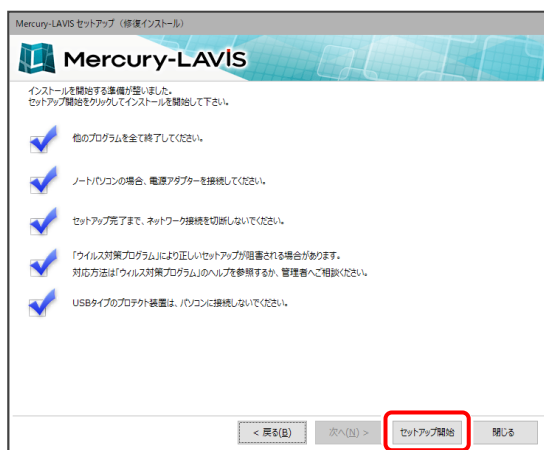 Mercury-LAVIS セットアップ（修復インストール）
Mercury-LAVIS
インストールを開始する準備が整いました。
セットアップ開始をクリックしてインストールを開始して下さい。
他のプログラムを全て終了してください。
ノートパソコンの場合、電源アダプターを接続してください。
セットアップ完了まで、ネットワーク接続を切断しないでください。
「ウイルス対策プログラム」により正しいセットアップが阻害される場合があります。
対応方法は「ウィルス対策プログラム」のヘルプを参照するか、管理者へご相談ください。
USBタイプのプロテクト装置は、パソコンに接続しないでください。
< 戻る(B) 次へ(N) > セットアップ開始 閉じる